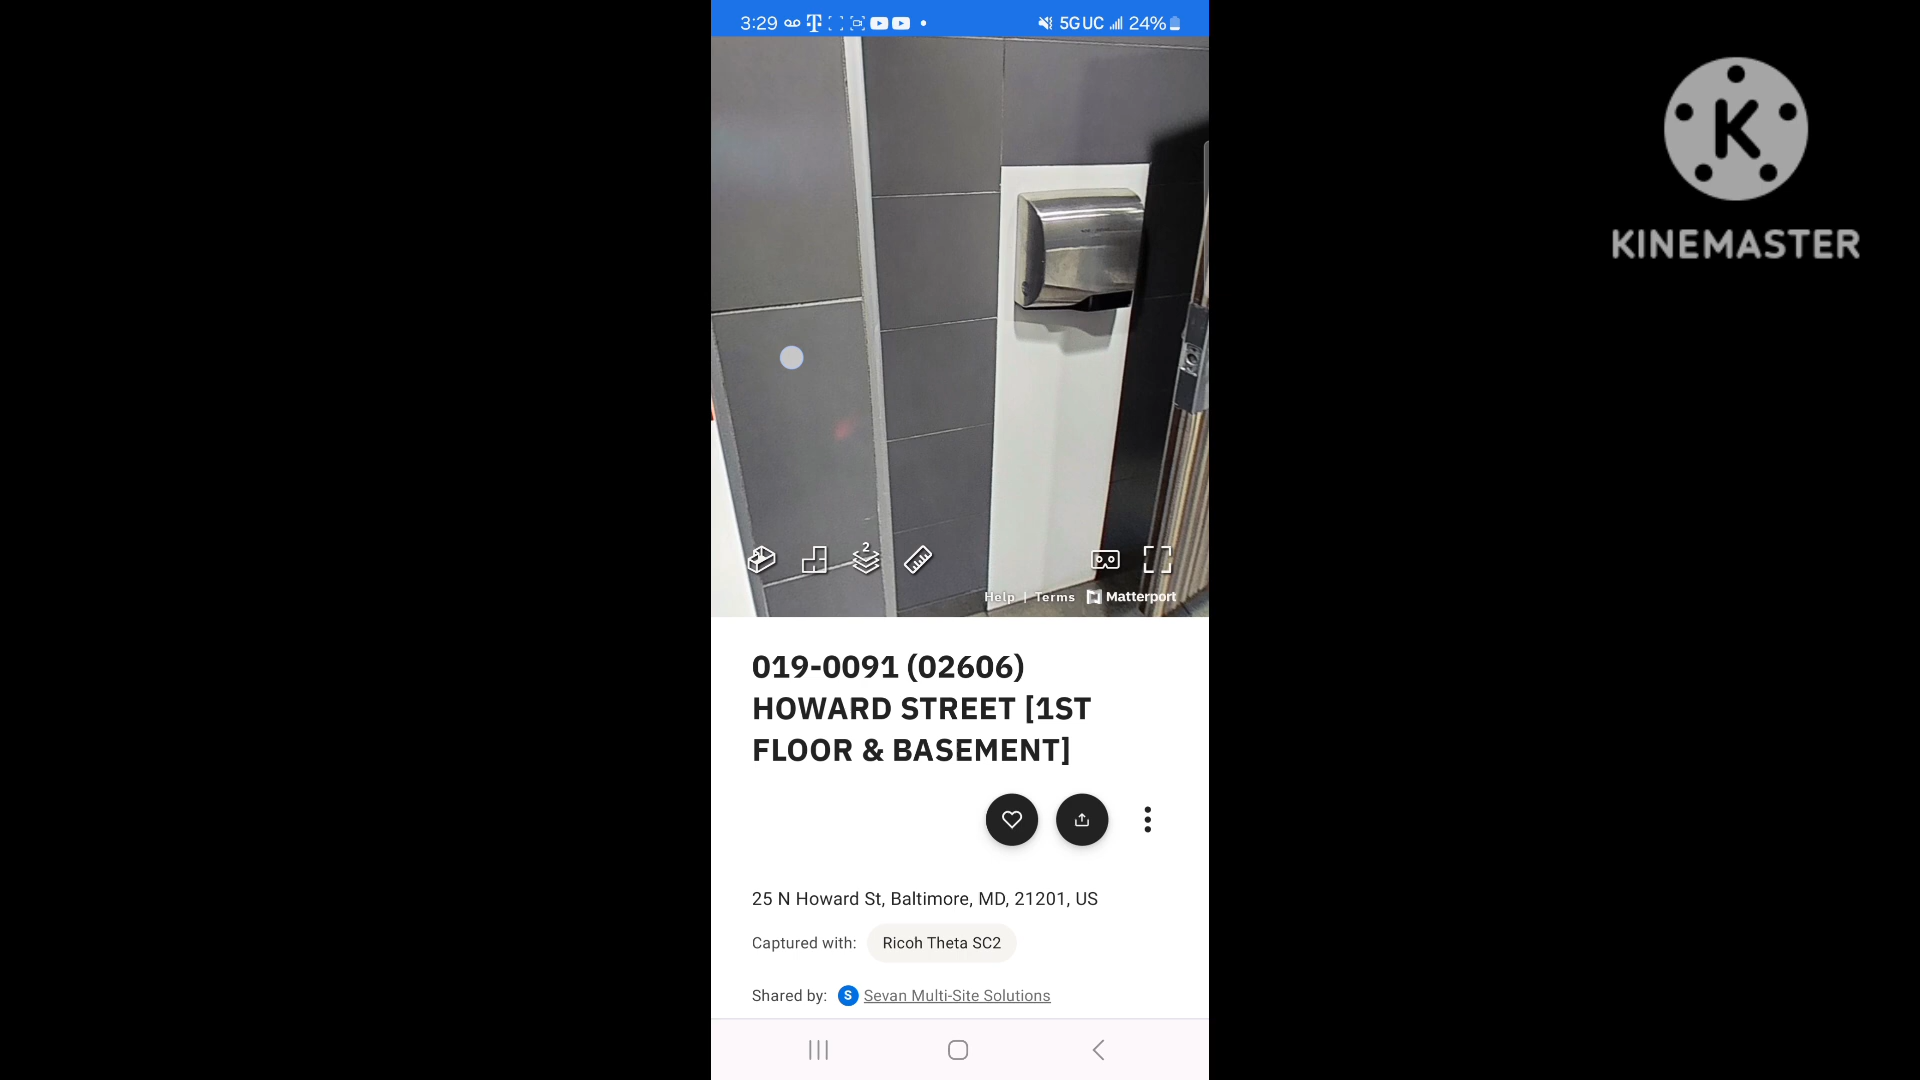 3:29
5G UC
24%
K
KINEMASTER
2
Help | Terms
Matterport
019-0091 (02606)
HOWARD STREET [1ST
FLOOR & BASEMENT]
25 N Howard St, Baltimore, MD, 21201, US
Captured with: Ricoh Theta SC2
Shared by: S Sevan Multi-Site Solutions